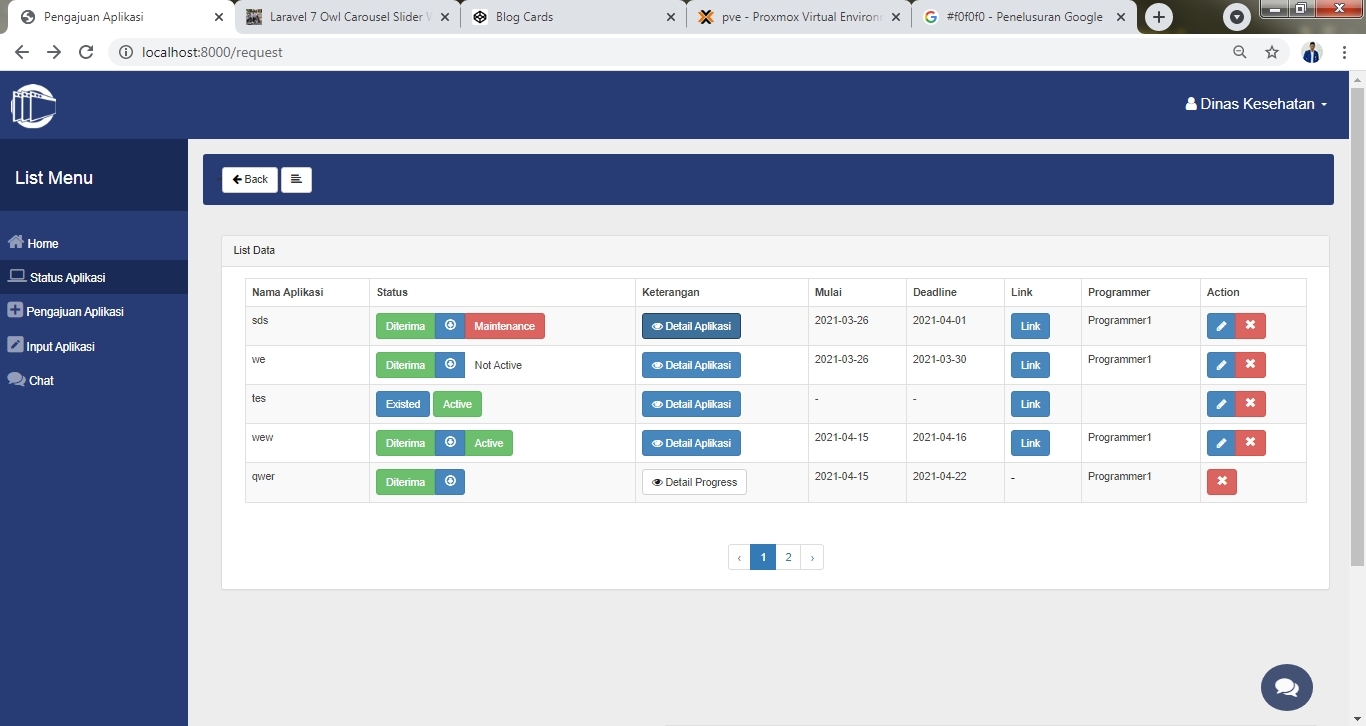 Pengajuan Aplikasi
Laravel 7 Owl Carousel Slider
Blog Cards
pve - Proxmox Virtual Environ
#f0f0f0 - Penelusuran Google
localhost:8000/request
Dinas Kesehatan
List Menu
Back
Home
Status Aplikasi
Pengajuan Aplikasi
Input Aplikasi
Chat
List Data
Nama Aplikasi Status Keterangan Mulai Deadline Link Programmer Action
sds Diterima Maintenance Detail Aplikasi 2021-03-26 2021-04-01 Link Programmer1
we Diterima Not Active Detail Aplikasi 2021-03-26 2021-03-30 Link Programmer1
tes Existed Active Detail Aplikasi - - Link
wew Diterima Active Detail Aplikasi 2021-04-15 2021-04-16 Link Programmer1
qwer Diterima Detail Progress 2021-04-15 2021-04-22 - Programmer1
‹ 1 2 ›